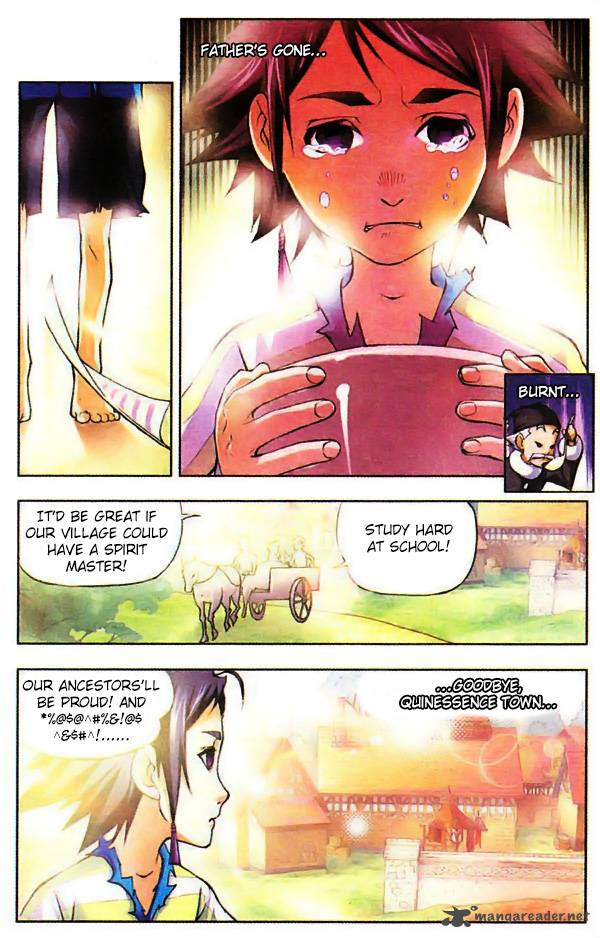 FATHER'S GONE...
BURNT...
IT'D BE GREAT IF
OUR VILLAGE COULD
HAVE A SPIRIT
MASTER!
STUDY HARD
AT SCHOOL!
OUR ANCESTORS'LL
BE PROUD! AND
*%@$@^#%&!@$
^&$#^!......
...GOODBYE,
QUINESSENCE TOWN...
mangareader.net